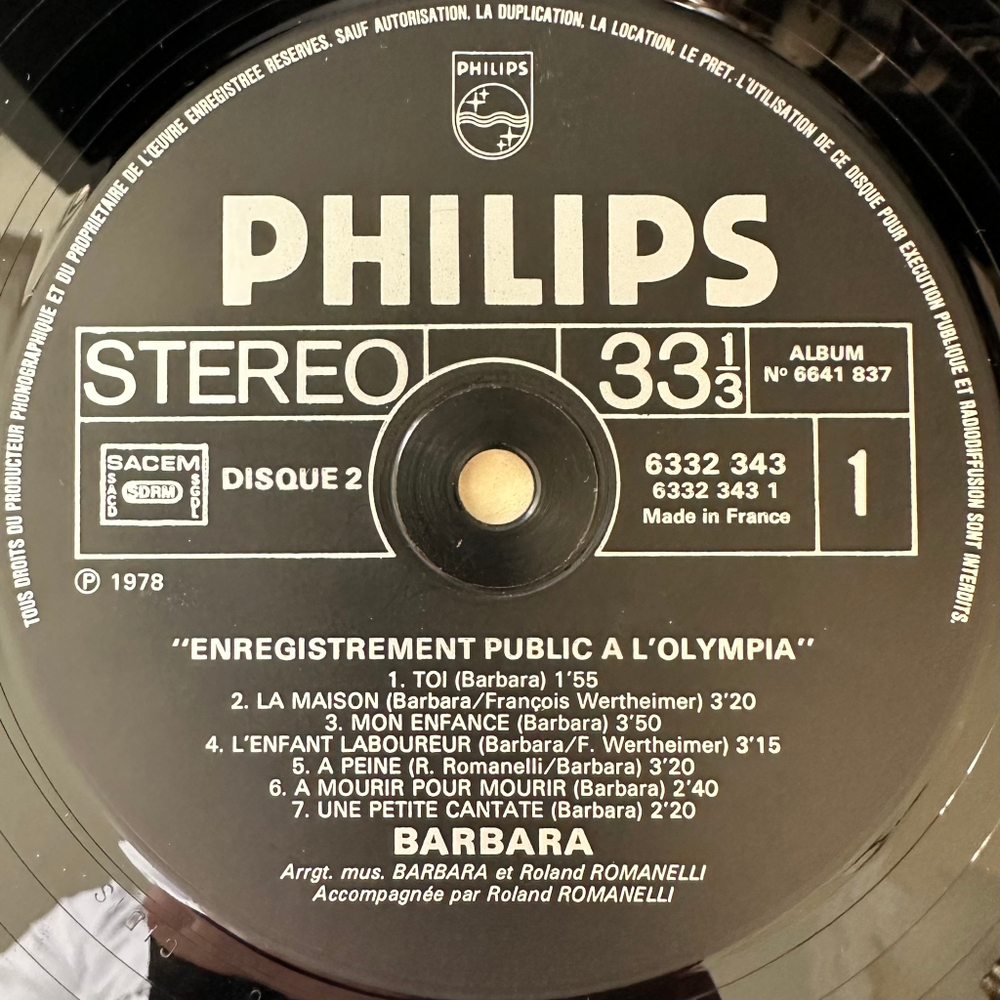 TOUS DROITS DU PRODUCTEUR PHONOGRAPHIQUE ET DU PROPRIETAIRE DE L'ŒUVRE ENREGISTREE RESERVES. SAUF AUTORISATION, LA DUPLICATION, LA LOCATION, LE PRET, L'UTILISATION DE CE DISQUE POUR EXECUTION PUBLIQUE ET RADIODIFFUSION SONT INTERDITS.
PHILIPS
PHILIPS
STEREO
33 1/3
ALBUM
Nº 6641 837
SACEM
SACD
SDRM
SGDL
DISQUE 2
6332 343
6332 343 1
Made in France
1
℗ 1978
"ENREGISTREMENT PUBLIC A L'OLYMPIA"
1. TOI (Barbara) 1'55
2. LA MAISON (Barbara/François Wertheimer) 3'20
3. MON ENFANCE (Barbara) 3'50
4. L'ENFANT LABOUREUR (Barbara/F. Wertheimer) 3'15
5. A PEINE (R. Romanelli/Barbara) 3'20
6. A MOURIR POUR MOURIR (Barbara) 2'40
7. UNE PETITE CANTATE (Barbara) 2'20
BARBARA
Arrgt. mus. BARBARA et Roland ROMANELLI
Accompagnée par Roland ROMANELLI